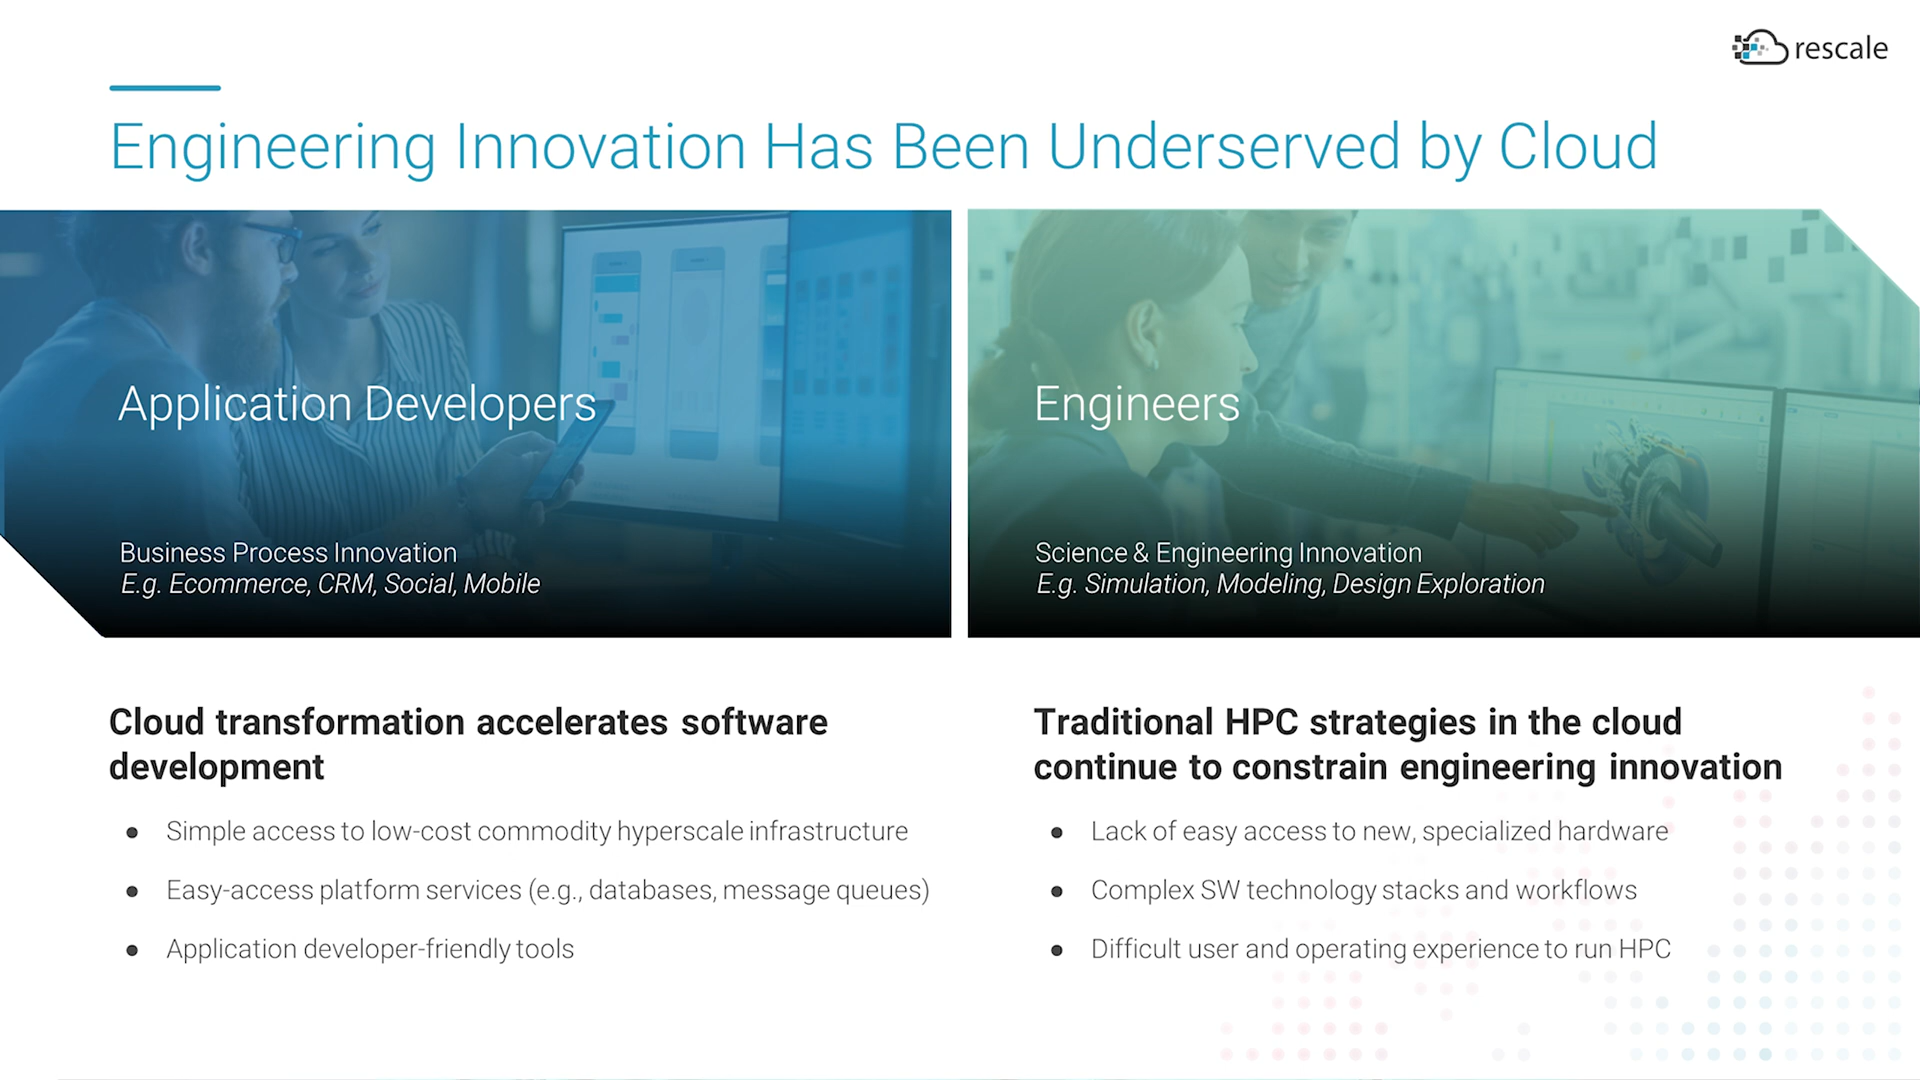 rescale
Engineering Innovation Has Been Underserved by Cloud
Application Developers
Business Process Innovation
E.g. Ecommerce, CRM, Social, Mobile
Engineers
Science & Engineering Innovation
E.g. Simulation, Modeling, Design Exploration
Cloud transformation accelerates software
development
● Simple access to low-cost commodity hyperscale infrastructure
● Easy-access platform services (e.g., databases, message queues)
● Application developer-friendly tools
Traditional HPC strategies in the cloud
continue to constrain engineering innovation
● Lack of easy access to new, specialized hardware
● Complex SW technology stacks and workflows
● Difficult user and operating experience to run HPC